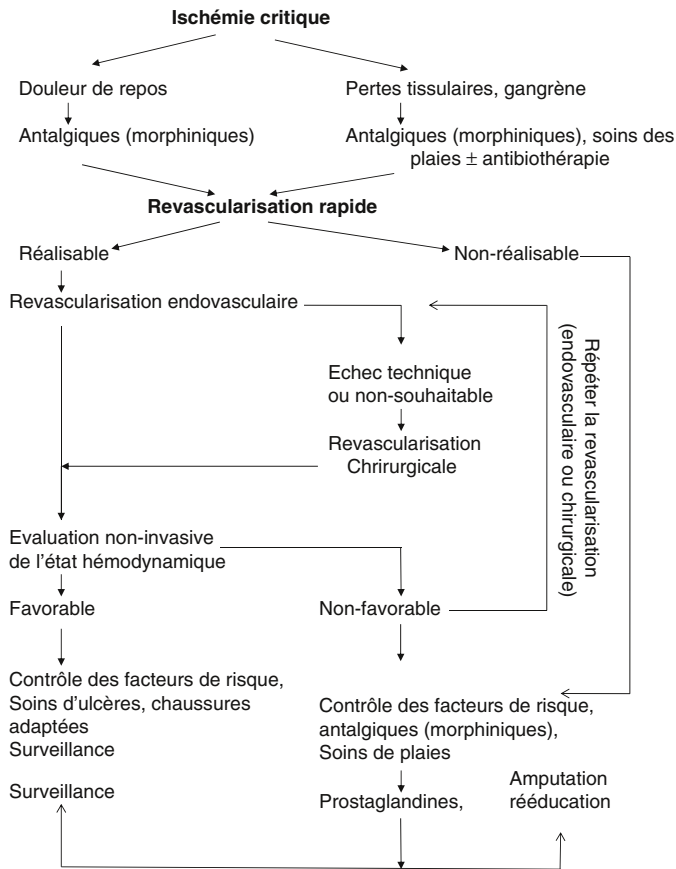 Ischémie critique
Douleur de repos
Pertes tissulaires, gangrène
Antalgiques (morphiniques)
Antalgiques (morphiniques), soins des
plaies ± antibiothérapie
Revascularisation rapide
Réalisable
Non-réalisable
Revascularisation endovasculaire
Répéter la revascularisation
(endovasculaire ou chirurgicale)
Echec technique
ou non-souhaitable
Revascularisation
Chrirurgicale
Evaluation non-invasive
de l'état hémodynamique
Favorable
Non-favorable
Contrôle des facteurs de risque,
Soins d'ulcères, chaussures
adaptées
Surveillance
Contrôle des facteurs de risque,
antalgiques (morphiniques),
Soins de plaies
Surveillance
Prostaglandines,
Amputation
rééducation